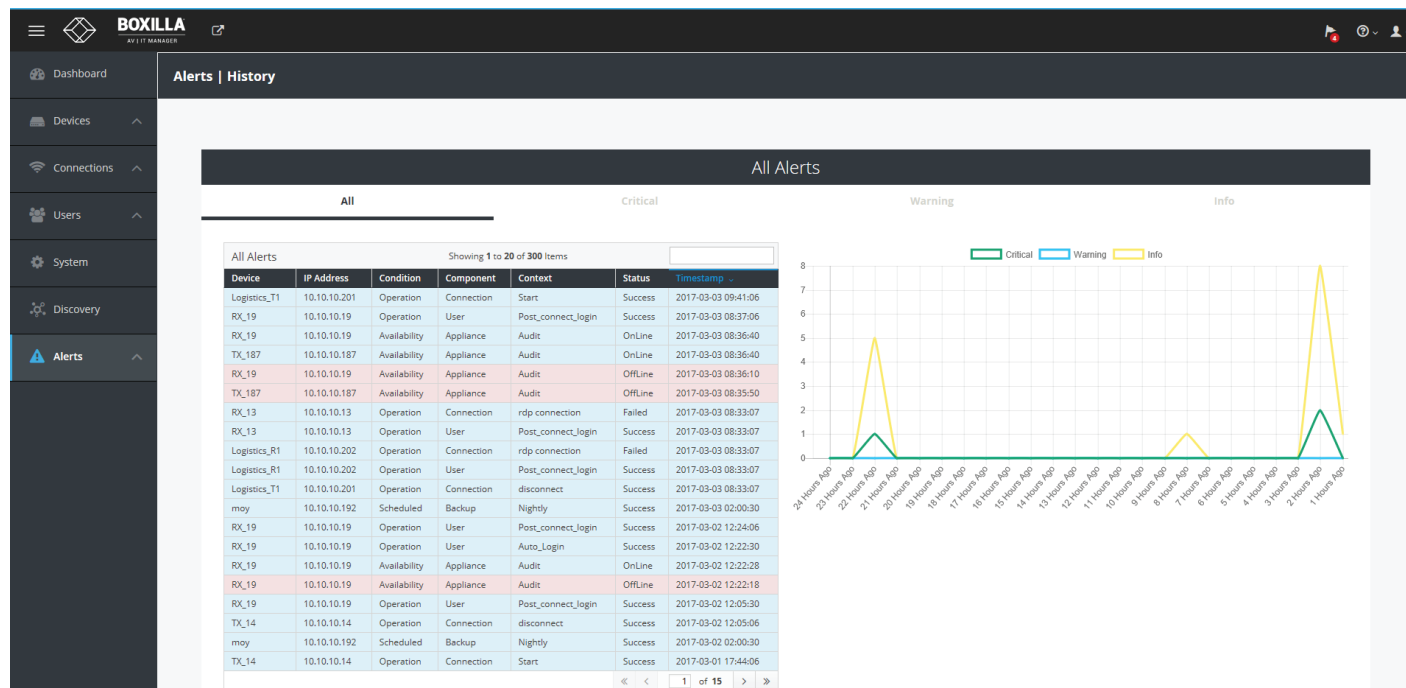 BOXILLA
AV | IT MANAGER
4
Dashboard
Alerts | History
Devices
Connections
Users
System
Discovery
Alerts
All Alerts
All Critical Warning Info
All Alerts Showing 1 to 20 of 300 Items
Device IP Address Condition Component Context Status Timestamp
Logistics_T1 10.10.10.201 Operation Connection Start Success 2017-03-03 09:41:06
RX_19 10.10.10.19 Operation User Post_connect_login Success 2017-03-03 08:37:06
RX_19 10.10.10.19 Availability Appliance Audit OnLine 2017-03-03 08:36:40
TX_187 10.10.10.187 Availability Appliance Audit OnLine 2017-03-03 08:36:40
RX_19 10.10.10.19 Availability Appliance Audit OffLine 2017-03-03 08:36:10
TX_187 10.10.10.187 Availability Appliance Audit OffLine 2017-03-03 08:35:50
RX_13 10.10.10.13 Operation Connection rdp connection Failed 2017-03-03 08:33:07
RX_13 10.10.10.13 Operation User Post_connect_login Success 2017-03-03 08:33:07
Logistics_R1 10.10.10.202 Operation Connection rdp connection Failed 2017-03-03 08:33:07
Logistics_R1 10.10.10.202 Operation User Post_connect_login Success 2017-03-03 08:33:07
Logistics_T1 10.10.10.201 Operation Connection disconnect Success 2017-03-03 08:33:07
moy 10.10.10.192 Scheduled Backup Nightly Success 2017-03-03 02:00:30
RX_19 10.10.10.19 Operation User Post_connect_login Success 2017-03-02 12:24:06
RX_19 10.10.10.19 Operation User Auto_Login Success 2017-03-02 12:22:30
RX_19 10.10.10.19 Availability Appliance Audit OnLine 2017-03-02 12:22:28
RX_19 10.10.10.19 Availability Appliance Audit OffLine 2017-03-02 12:22:18
RX_19 10.10.10.19 Operation User Post_connect_login Success 2017-03-02 12:05:30
TX_14 10.10.10.14 Operation Connection disconnect Success 2017-03-02 12:05:06
moy 10.10.10.192 Scheduled Backup Nightly Success 2017-03-02 02:00:30
TX_14 10.10.10.14 Operation Connection Start Success 2017-03-01 17:44:06
« < 1 of 15 > »
Critical Warning Info
8
7
6
5
4
3
2
1
0
24 Hours Ago
23 Hours Ago
22 Hours Ago
21 Hours Ago
20 Hours Ago
19 Hours Ago
18 Hours Ago
17 Hours Ago
16 Hours Ago
15 Hours Ago
14 Hours Ago
13 Hours Ago
12 Hours Ago
11 Hours Ago
10 Hours Ago
9 Hours Ago
8 Hours Ago
7 Hours Ago
6 Hours Ago
5 Hours Ago
4 Hours Ago
3 Hours Ago
2 Hours Ago
1 Hours Ago